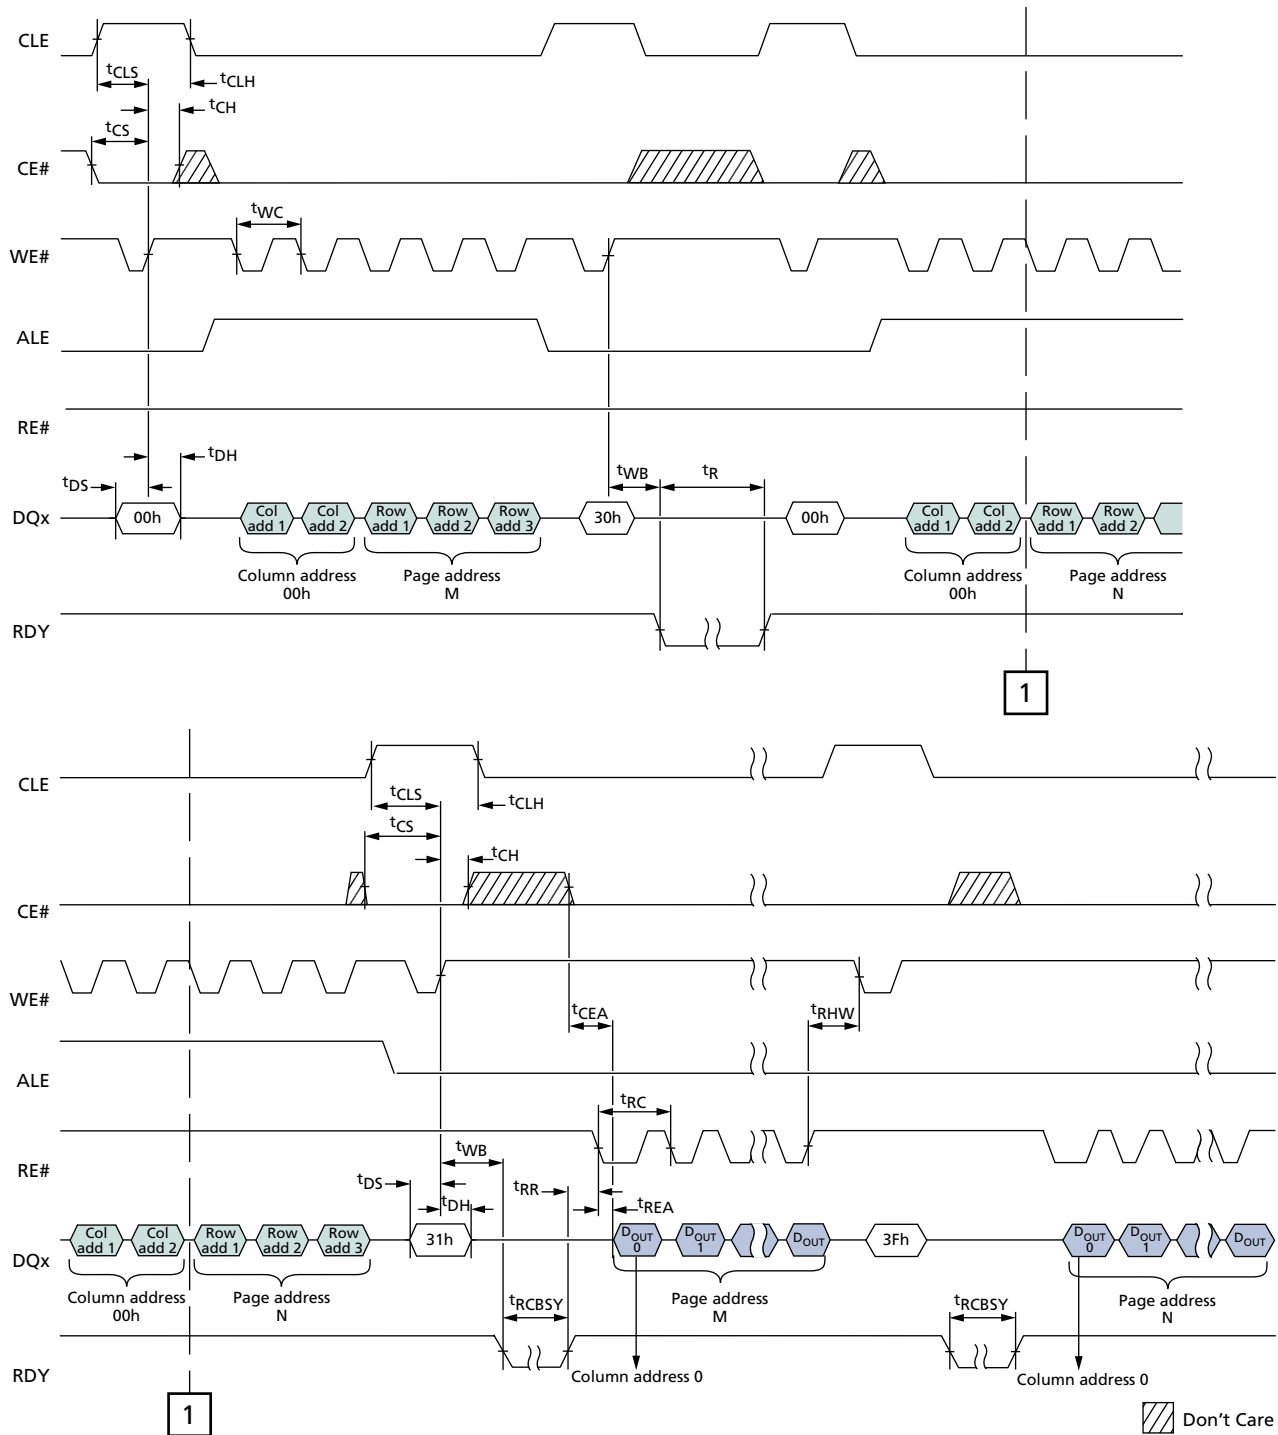 CLE
tCLS
tCLH
tCH
tCS
CE#
tWC
WE#
ALE
RE#
tDH
tDS
tWB
tR
DQx
00h
Col add 1
Col add 2
Row add 1
Row add 2
Row add 3
30h
00h
Col add 1
Col add 2
Row add 1
Row add 2
Column address 00h
Page address M
Column address 00h
Page address N
RDY
1
CLE
tCLS
tCLH
tCS
tCH
CE#
WE#
tCEA
tRHW
ALE
tRC
RE#
tWB
tDS
tDH
tRR
tREA
DQx
Col add 1
Col add 2
Row add 1
Row add 2
Row add 3
31h
DOUT 0
DOUT 1
DOUT
3Fh
DOUT 0
DOUT 1
DOUT
Column address 00h
Page address N
Page address M
Page address N
tRCBSY
tRCBSY
RDY
Column address 0
Column address 0
1
Don't Care